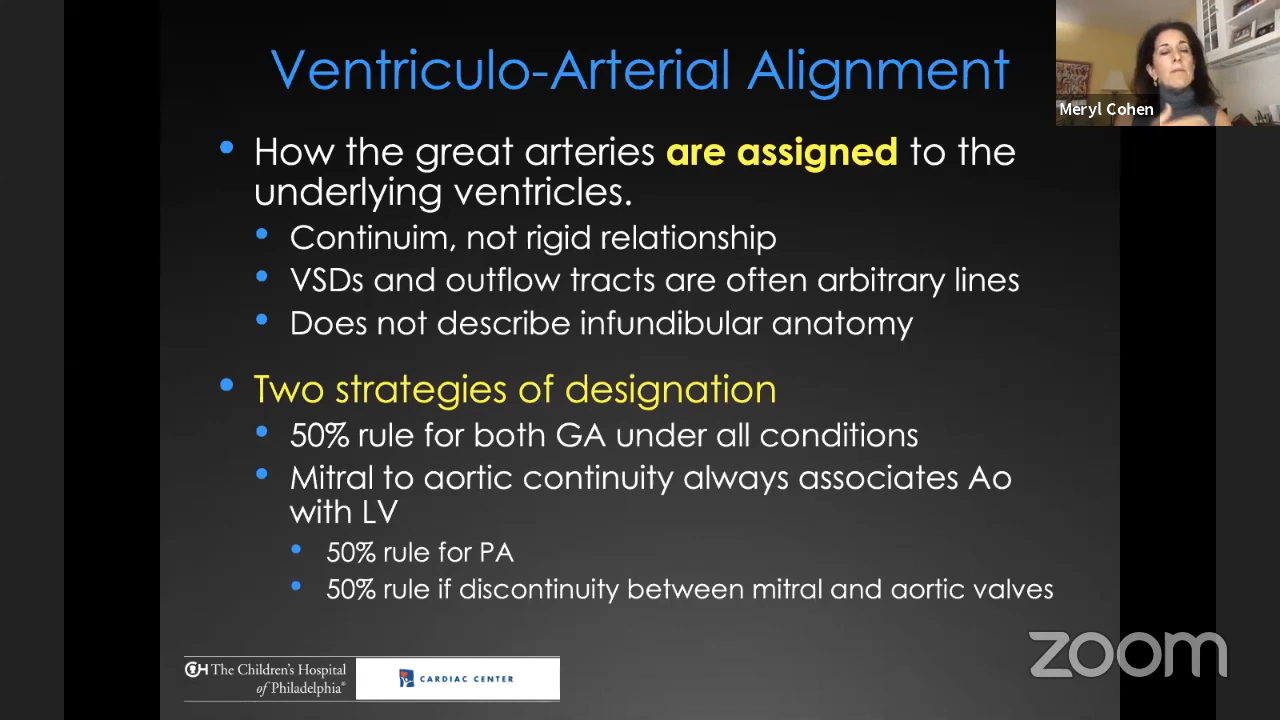 Ventriculo-Arterial Alignment
Meryl Cohen
How the great arteries are assigned to the
underlying ventricles.
Continuim, not rigid relationship
VSDs and outflow tracts are often arbitrary lines
Does not describe infundibular anatomy
Two strategies of designation
50% rule for both GA under all conditions
Mitral to aortic continuity always associates Ao
with LV
50% rule for PA
50% rule if discontinuity between mitral and aortic valves
The Children's Hospital
of Philadelphia®
CARDIAC CENTER
zoom